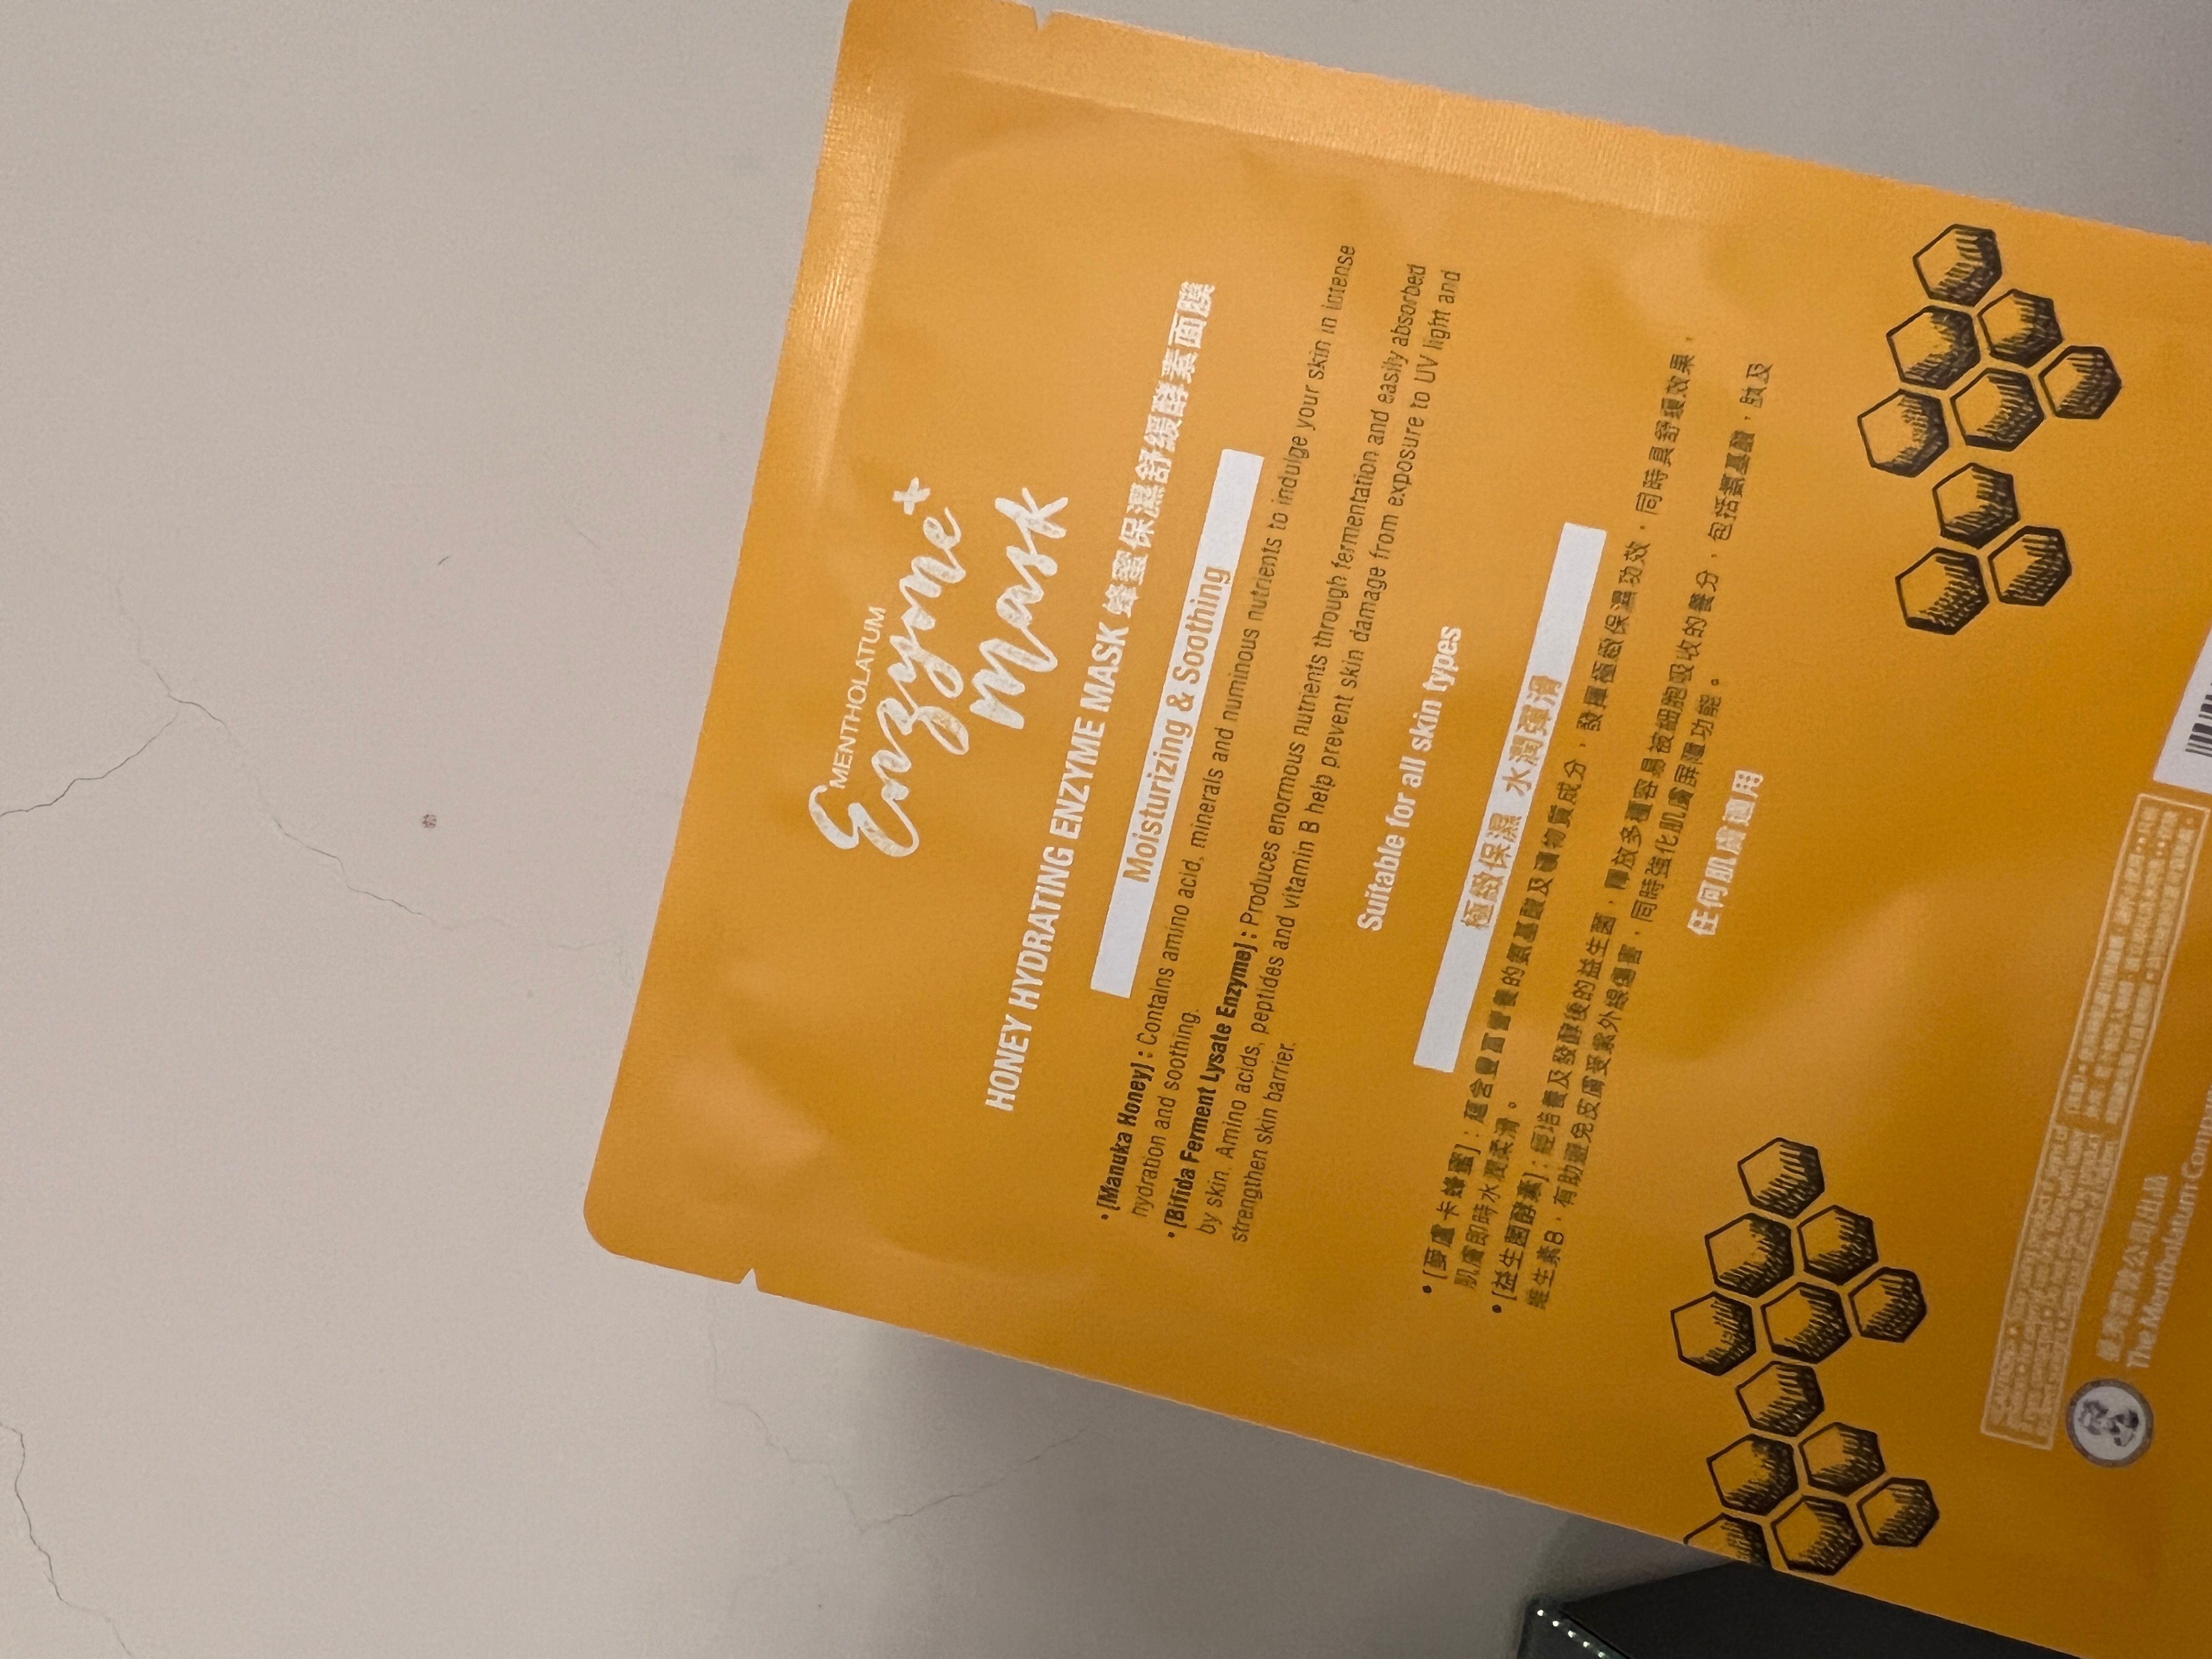 MENTHOLATUM
Enzyme+
Mask
HONEY HYDRATING ENZYME MASK 蜂蜜保濕舒緩酵素面膜
Moisturizing & Soothing
• [Manuka Honey] : Contains amino acid, minerals and numinous nutrients to indulge your skin in intense
hydration and soothing.
• [Bifida Ferment Lysate Enzyme] : Produces enormous nutrients through fermentation and easily absorbed
by skin. Amino acids, peptides and vitamin B help prevent skin damage from exposure to UV light and
strengthen skin barrier.
Suitable for all skin types
極緻保濕 水潤彈滑
• [麥盧卡蜂蜜]：蘊含豐富營養的氨基酸及礦物質成分，發揮極緻保濕功效，同時具舒緩效果，
肌膚即時水潤柔滑。
• [益生菌酵素]：經培養及發酵後的益生菌，釋放多種容易被細胞吸收的養分，包括氨基酸，肽及
維生素B，有助避免皮膚受紫外線傷害，同時強化肌膚屏障功能。
任何肌膚適用
The Mentholatum Comp